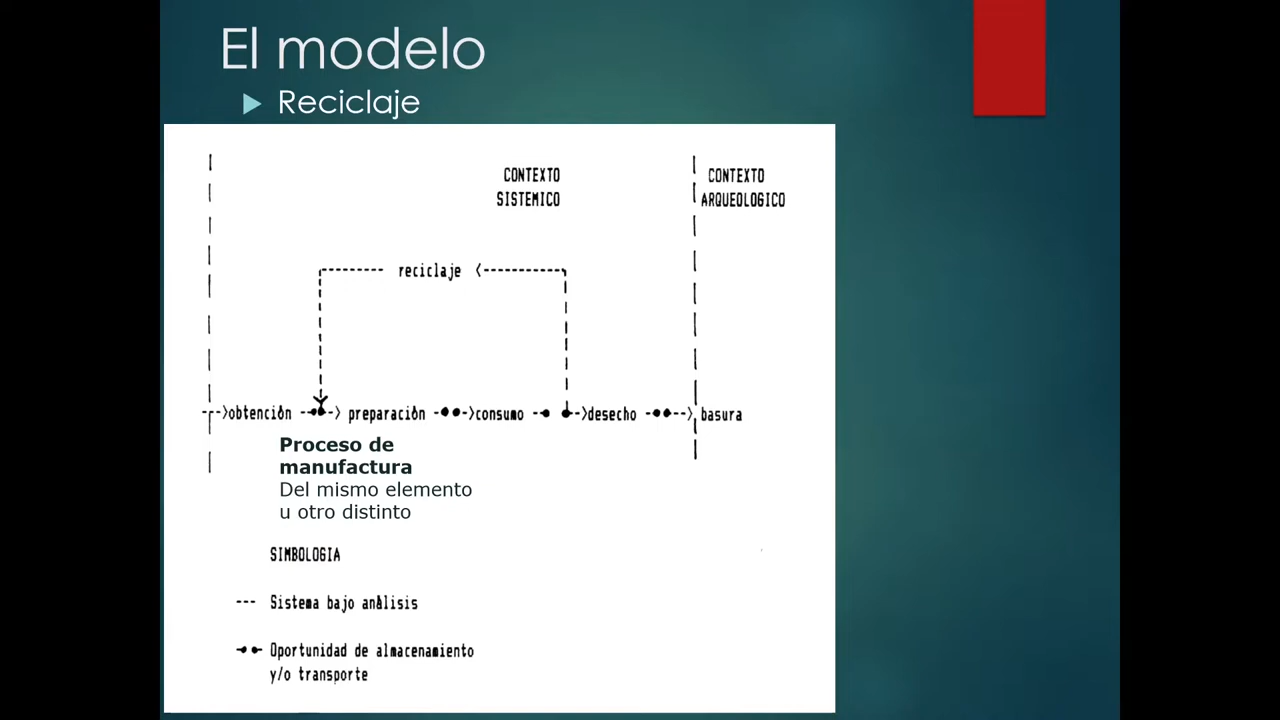 El modelo
Reciclaje
CONTEXTO
SISTEMICO
CONTEXTO
ARQUEOLOGICO
reciclaje
obtención
preparación
consumo
desecho
basura
Proceso de
manufactura
Del mismo elemento
u otro distinto
SIMBOLOGIA
Sistema bajo análisis
Oportunidad de almacenamiento
y/o transporte